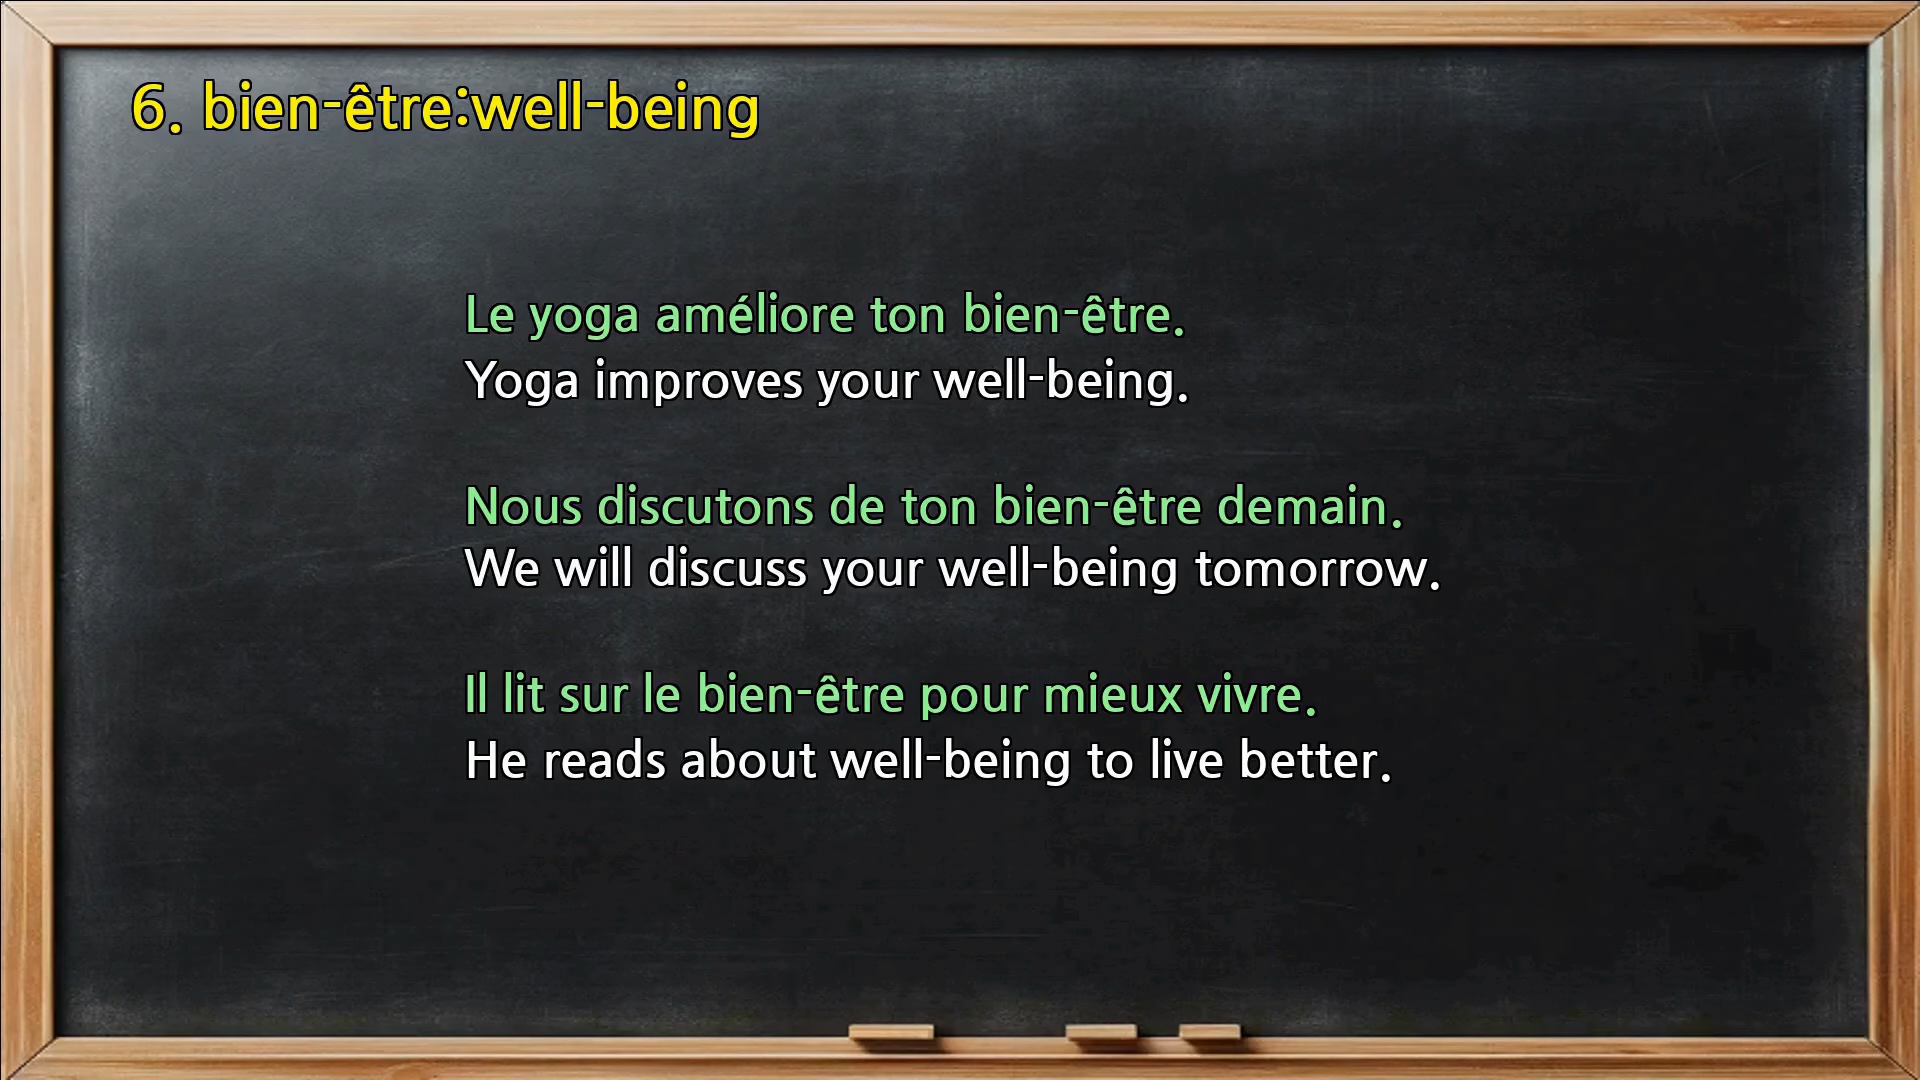 6. bien-être:well-being
Le yoga améliore ton bien-être.
Yoga improves your well-being.
Nous discutons de ton bien-être demain.
We will discuss your well-being tomorrow.
Il lit sur le bien-être pour mieux vivre.
He reads about well-being to live better.